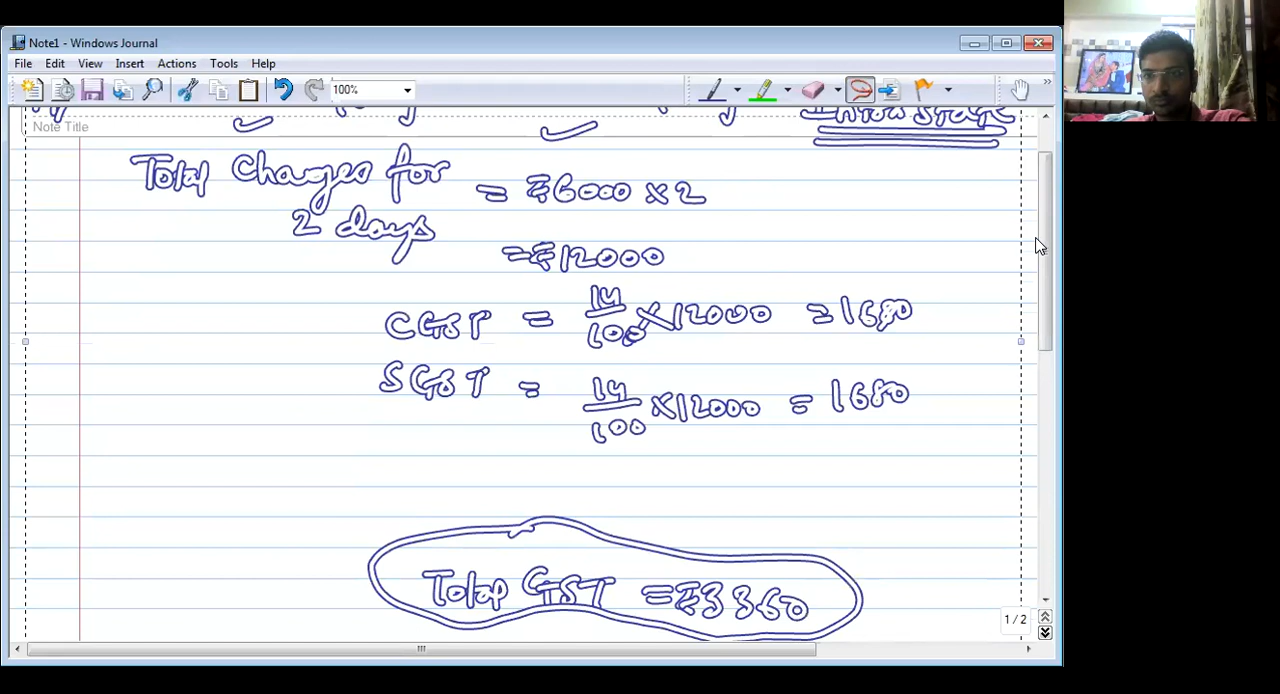 Note1 - Windows Journal
File Edit View Insert Actions Tools Help
100%
Note Title
Total Charges for
2 days
= ₹6000 × 2
= ₹12000
CGST = 14/100 × 12000 = 1680
SGST = 14/100 × 12000 = 1680
Total GST = ₹3360
1 / 2